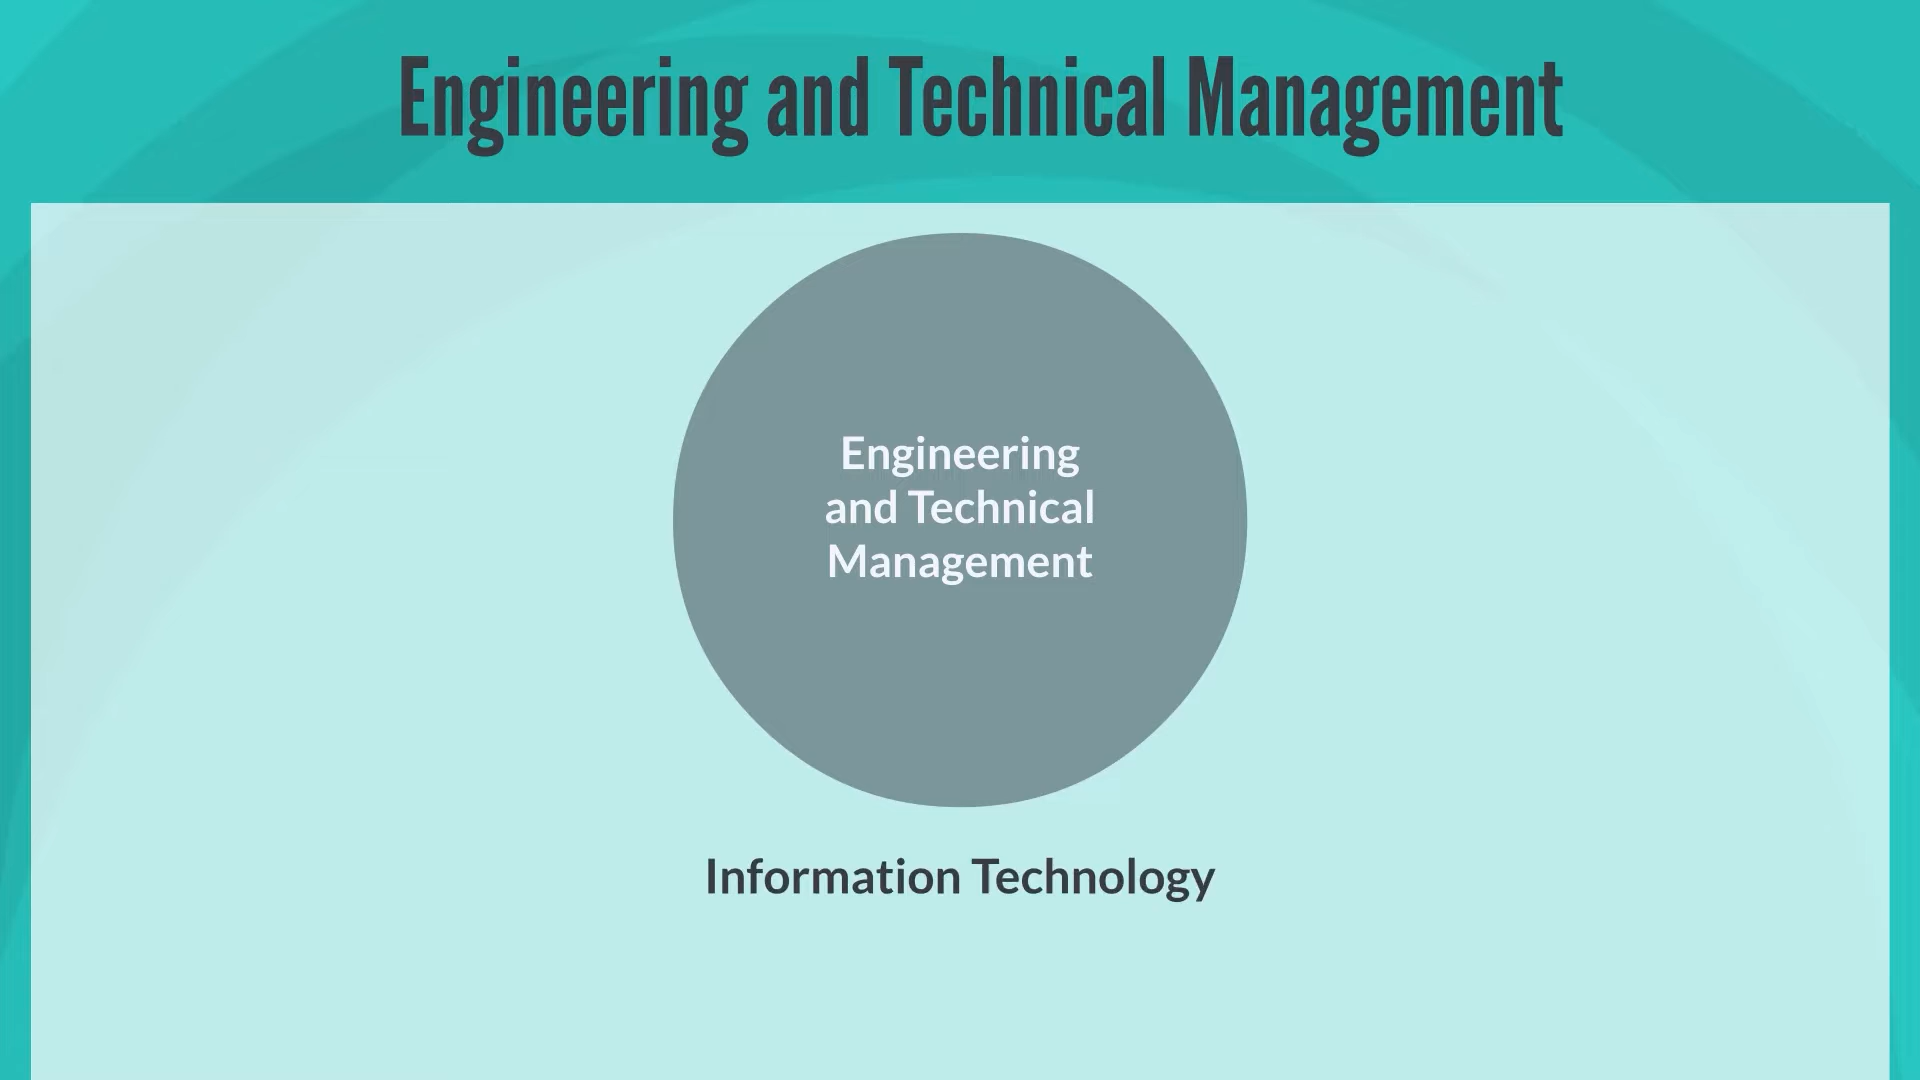 Engineering and Technical Management
Engineering
and Technical
Management
Information Technology